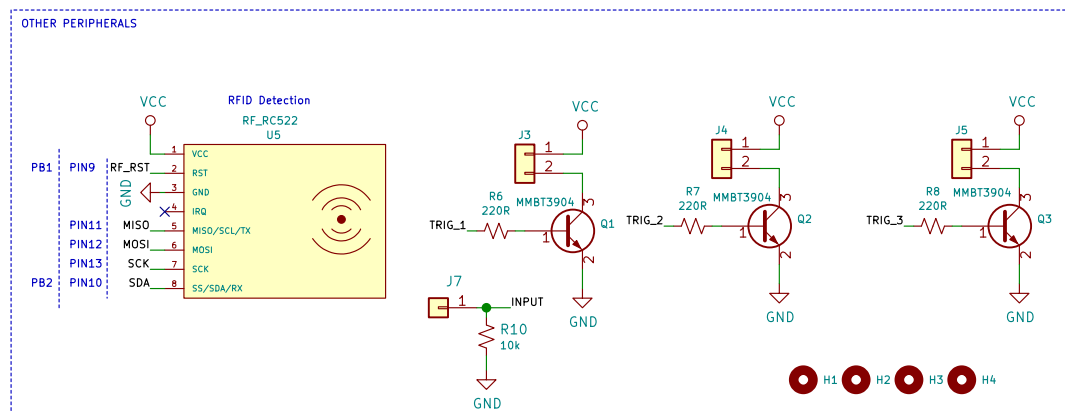 OTHER PERIPHERALS
RFID Detection
RF_RC522
U5
VCC
1 VCC
PB1 PIN9 RF_RST 2 RST
GND 3 GND
4 IRQ
PIN11 MISO 5 MISO/SCL/TX
PIN12 MOSI 6 MOSI
PIN13 SCK 7 SCK
PB2 PIN10 SDA 8 SS/SDA/RX
VCC
J3
1
2
R6
220R
MMBT3904
TRIG_1
1
3
2
Q1
GND
J7
1
INPUT
R10
10k
GND
VCC
J4
1
2
R7
220R
MMBT3904
TRIG_2
1
3
2
Q2
GND
VCC
J5
1
2
R8
220R
MMBT3904
TRIG_3
1
3
2
Q3
GND
H1 H2 H3 H4